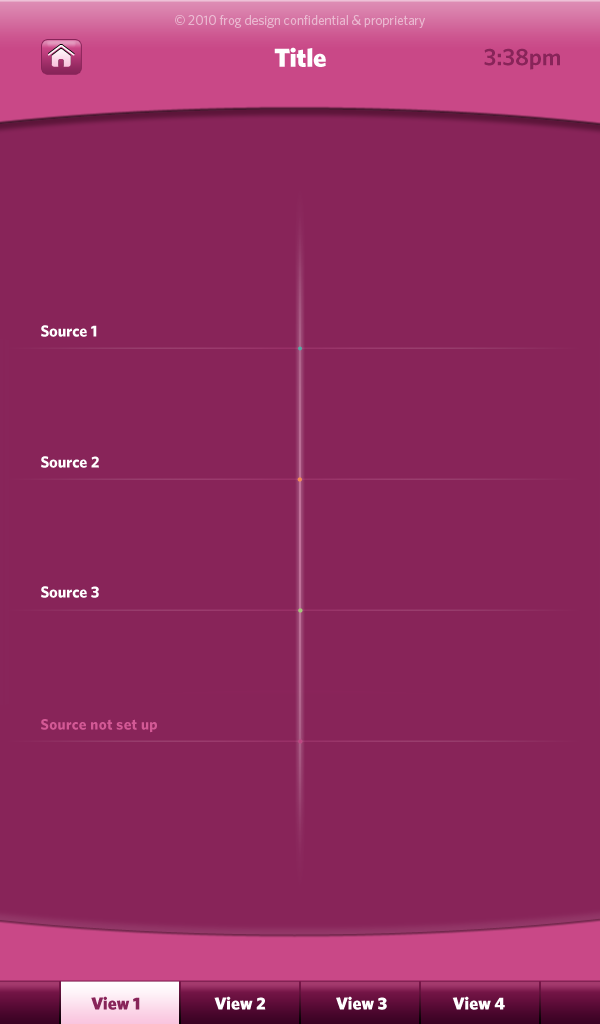 © 2010 frog design confidential & proprietary
Title
3:38pm
Source 1
Source 2
Source 3
Source not set up
View 1
View 2
View 3
View 4